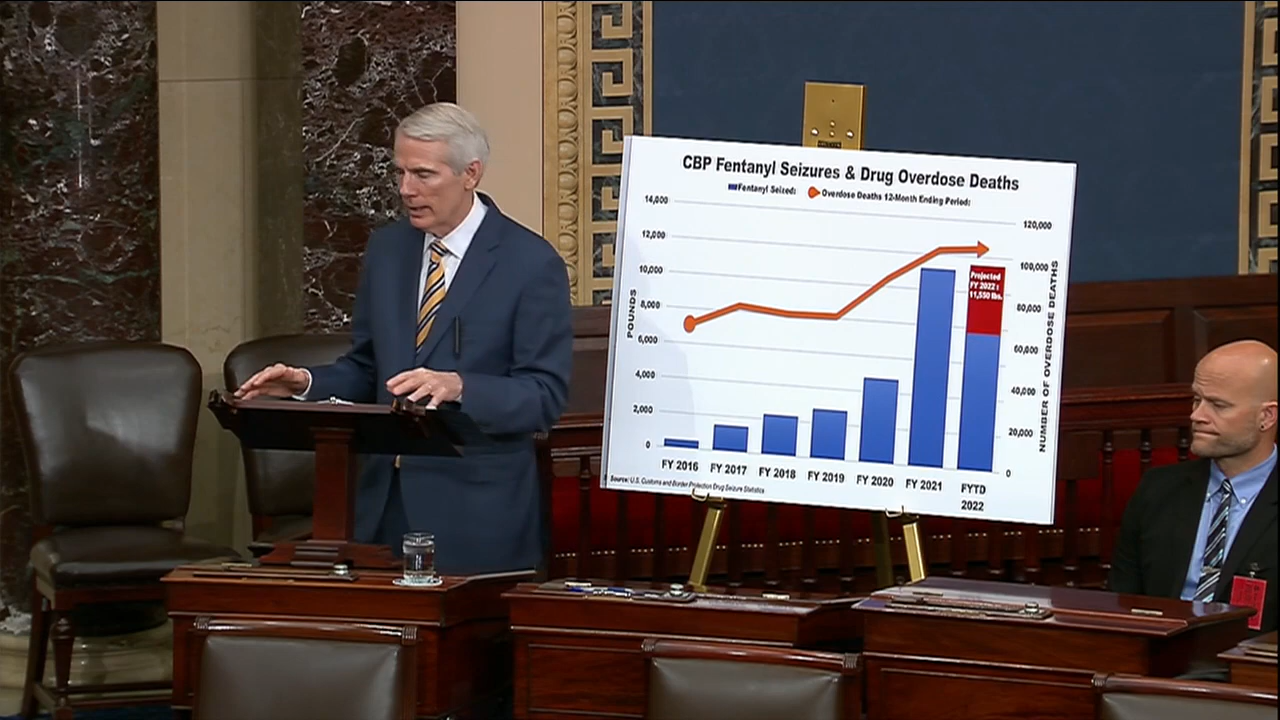 CBP Fentanyl Seizures & Drug Overdose Deaths
Fentanyl Seized: Overdose Deaths 12-Month Ending Period:
14,000
12,000
10,000
8,000
6,000
4,000
2,000
0
POUNDS
120,000
100,000
80,000
60,000
40,000
20,000
0
NUMBER OF OVERDOSE DEATHS
Projected
FY 2022:
11,550 lbs.
FY 2016 FY 2017 FY 2018 FY 2019 FY 2020 FY 2021 FYTD
2022
Source: U.S. Customs and Border Protection Drug Seizure Statistics